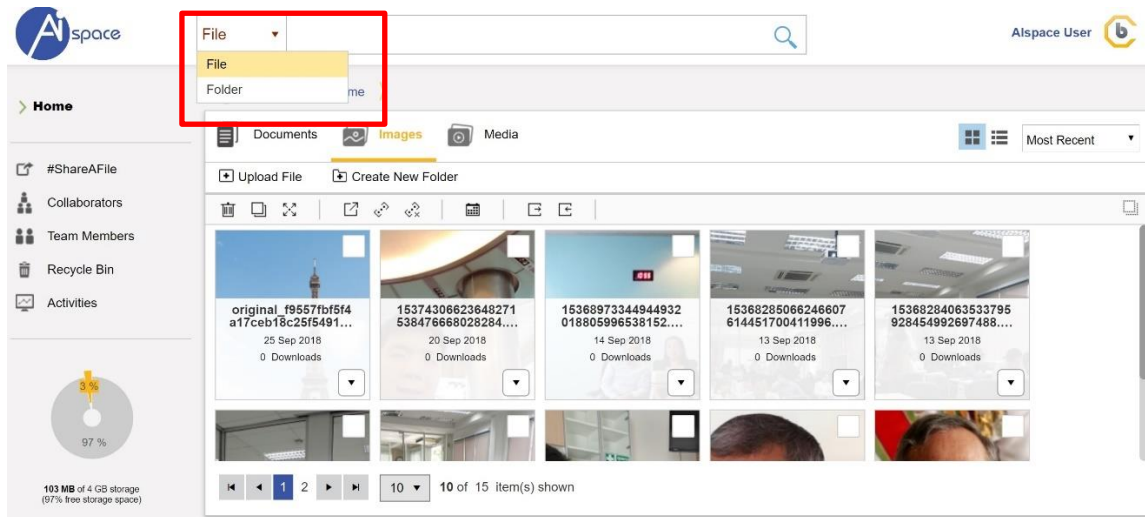 AI space
File
AIspace User
File
Folder
me
Home
Documents
Images
Media
Most Recent
#ShareAFile
Collaborators
Team Members
Recycle Bin
Activities
Upload File
Create New Folder
original_f9557fbf5f4
a17ceb18c25f5491...
25 Sep 2018
0 Downloads
15374306623648271
538476668028284....
20 Sep 2018
0 Downloads
15368973344944932
018805996538152....
14 Sep 2018
0 Downloads
15368285066246607
614451700411996....
13 Sep 2018
0 Downloads
15368284063533795
928454992697488....
13 Sep 2018
0 Downloads
3 %
97 %
103 MB of 4 GB storage
(97% free storage space)
1 2
10
10 of 15 item(s) shown